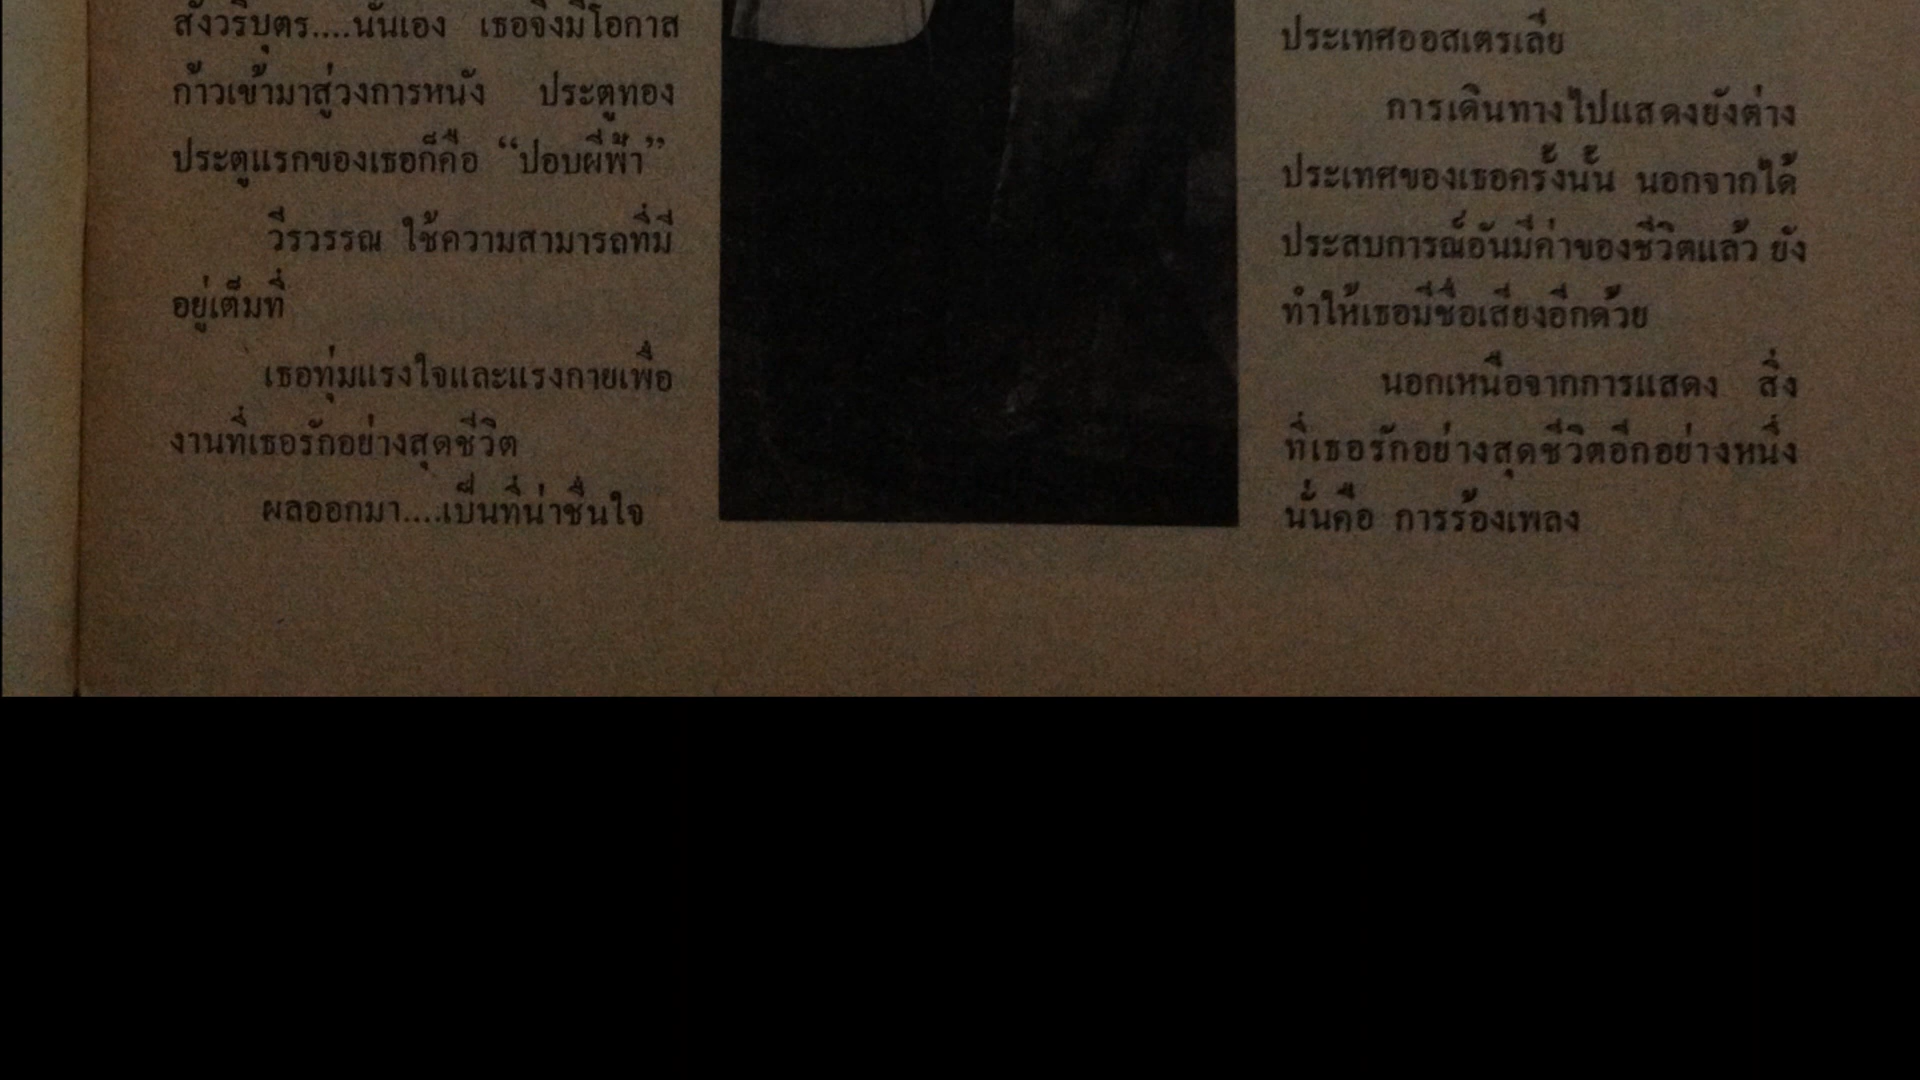 สังวริบุตร....นั่นเอง เธอจึงมีโอกาส
ก้าวเข้ามาสู่วงการหนัง ประตูทอง
ประตูแรกของเธอก็คือ “ปอบผีฟ้า”
วีรวรรณ ใช้ความสามารถที่มี
อยู่เต็มที่
เธอทุ่มแรงใจและแรงกายเพื่อ
งานที่เธอรักอย่างสุดชีวิต
ผลออกมา....เป็นที่น่าชื่นใจ
ประเทศออสเตรเลีย
การเดินทางไปแสดงยังต่าง
ประเทศของเธอครั้งนั้น นอกจากได้
ประสบการณ์อันมีค่าของชีวิตแล้ว ยัง
ทำให้เธอมีชื่อเสียงอีกด้วย
นอกเหนือจากการแสดง สิ่ง
ที่เธอรักอย่างสุดชีวิตอีกอย่างหนึ่ง
นั่นคือ การร้องเพลง